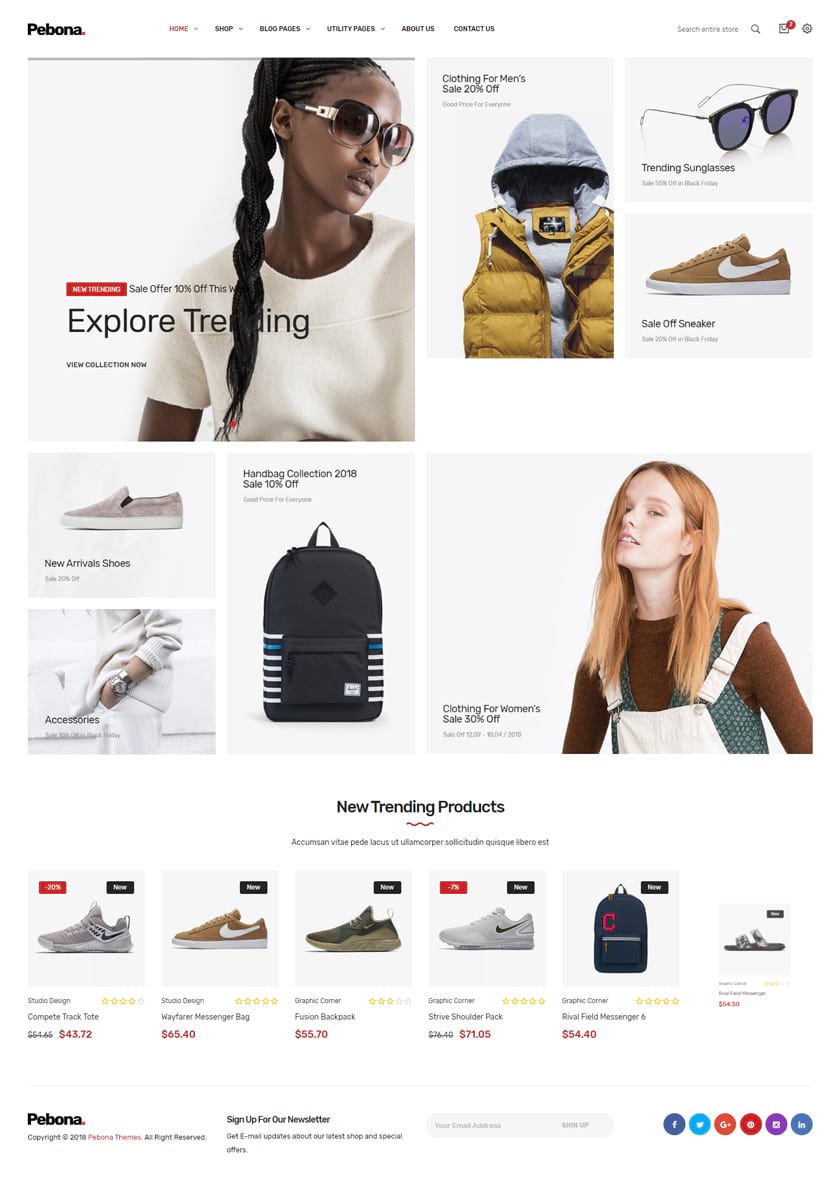 Pebona.
HOME
SHOP
BLOG PAGES
UTILITY PAGES
ABOUT US
CONTACT US
Search entire store
2
NEW TRENDING Sale Offer 10% Off This
Explore Trending
VIEW COLLECTION NOW
Clothing For Men's
Sale 20% Off
Good Price For Everyone
Trending Sunglasses
Sale 50% Off in Black Friday
Sale Off Sneaker
Sale 20% Off in Black Friday
New Arrivals Shoes
Sale 20% Off
Accessories
Sale 10% Off in Black Friday
Handbag Collection 2018
Sale 10% Off
Good Price For Everyone
Clothing For Women's
Sale 30% Off
Sale Off 12.09 - 10.04 / 2018
New Trending Products
Accumsan vitae pede lacus ut ullamcorper sollicitudin quisque libero est
-20%
New
Studio Design
Compete Track Tote
$54.65 $43.72
New
Studio Design
Wayfarer Messenger Bag
$65.40
New
Graphic Corner
Fusion Backpack
$55.70
-7%
New
Graphic Corner
Strive Shoulder Pack
$76.40 $71.05
C
New
Graphic Corner
Rival Field Messenger 6
$54.40
New
Graphic Corner
Rival Field Messenger
$54.50
Pebona.
Copyright © 2018 Pebona Themes. All Right Reserved.
Sign Up For Our Newsletter
Get E-mail updates about our latest shop and special
offers.
Your Email Address
SIGN UP